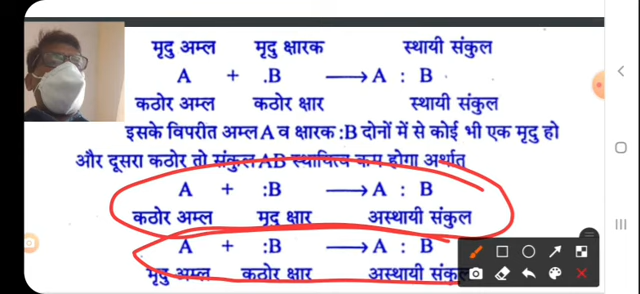 मृदु अम्ल मृदु क्षारक स्थायी संकुल
A + .B ⟶ A : B
कठोर अम्ल कठोर क्षार स्थायी संकुल
इसके विपरीत अम्ल A व क्षारक :B दोनों में से कोई भी एक मृदु हो
और दूसरा कठोर तो संकुल AB स्थायित्व कम होगा अर्थात्
A + :B ⟶ A : B
कठोर अम्ल मृदु क्षार अस्थायी संकुल
A + :B ⟶ A : B
मृदु अम्ल कठोर क्षार अस्थायी संकुल